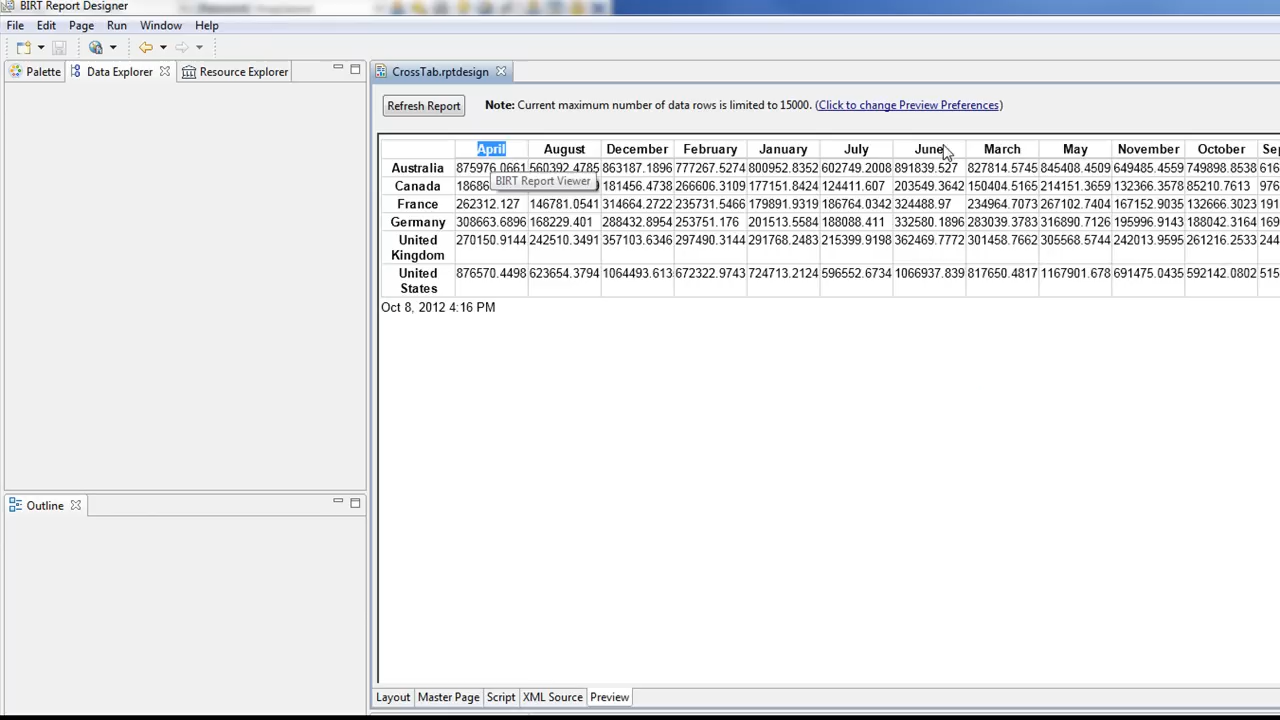 BIRT Report Designer
File Edit Page Run Window Help
Palette Data Explorer Resource Explorer CrossTab.rptdesign
Refresh Report Note: Current maximum number of data rows is limited to 15000. (Click to change Preview Preferences)
April August December February January July June March May November October
Australia 875976.0661 560392.4785 863187.1896 777267.5274 800952.8352 602749.2008 891839.527 827814.5745 845408.4509 649485.4559 749898.8538 616
BIRT Report Viewer
Canada 181456.4738 266606.3109 177151.8424 124411.607 203549.3642 150404.5165 214151.3659 132366.3578 85210.7613 976
France 262312.127 146781.0541 314664.2722 235731.5466 179891.9319 186764.0342 324488.97 234964.7073 267102.7404 167152.9035 132666.3023 191
Germany 308663.6896 168229.401 288432.8954 253751.176 201513.5584 188088.411 332580.1896 283039.3783 316890.7126 195996.9143 188042.3164 169
United Kingdom 270150.9144 242510.3491 357103.6346 297490.3144 291768.2483 215399.9198 362469.7772 301458.7662 305568.5744 242013.9595 261216.2533 244
United States 876570.4498 623654.3794 1064493.613 672322.9743 724713.2124 596552.6734 1066937.839 817650.4817 1167901.678 691475.0435 592142.0802 515
Oct 8, 2012 4:16 PM
Outline
Layout Master Page Script XML Source Preview